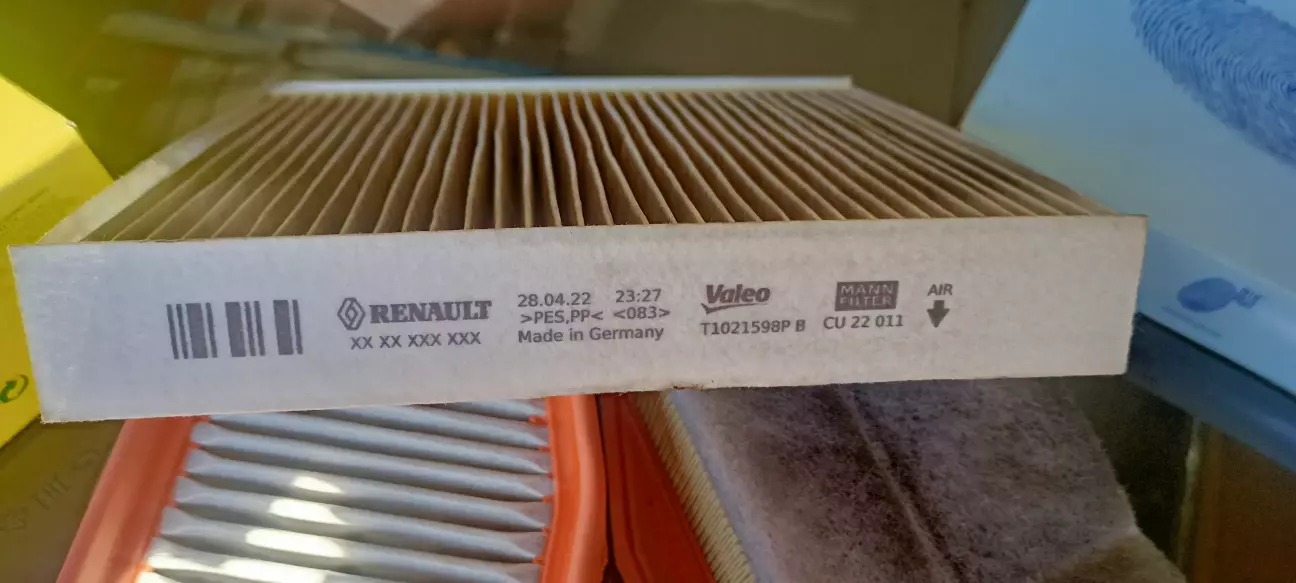 RENAULT
XX XX XXX XXX
28.04.22 23:27
>PES,PP< <083>
Made in Germany
Valeo
T1021598P B
MANN
FILTER
CU 22 011
AIR